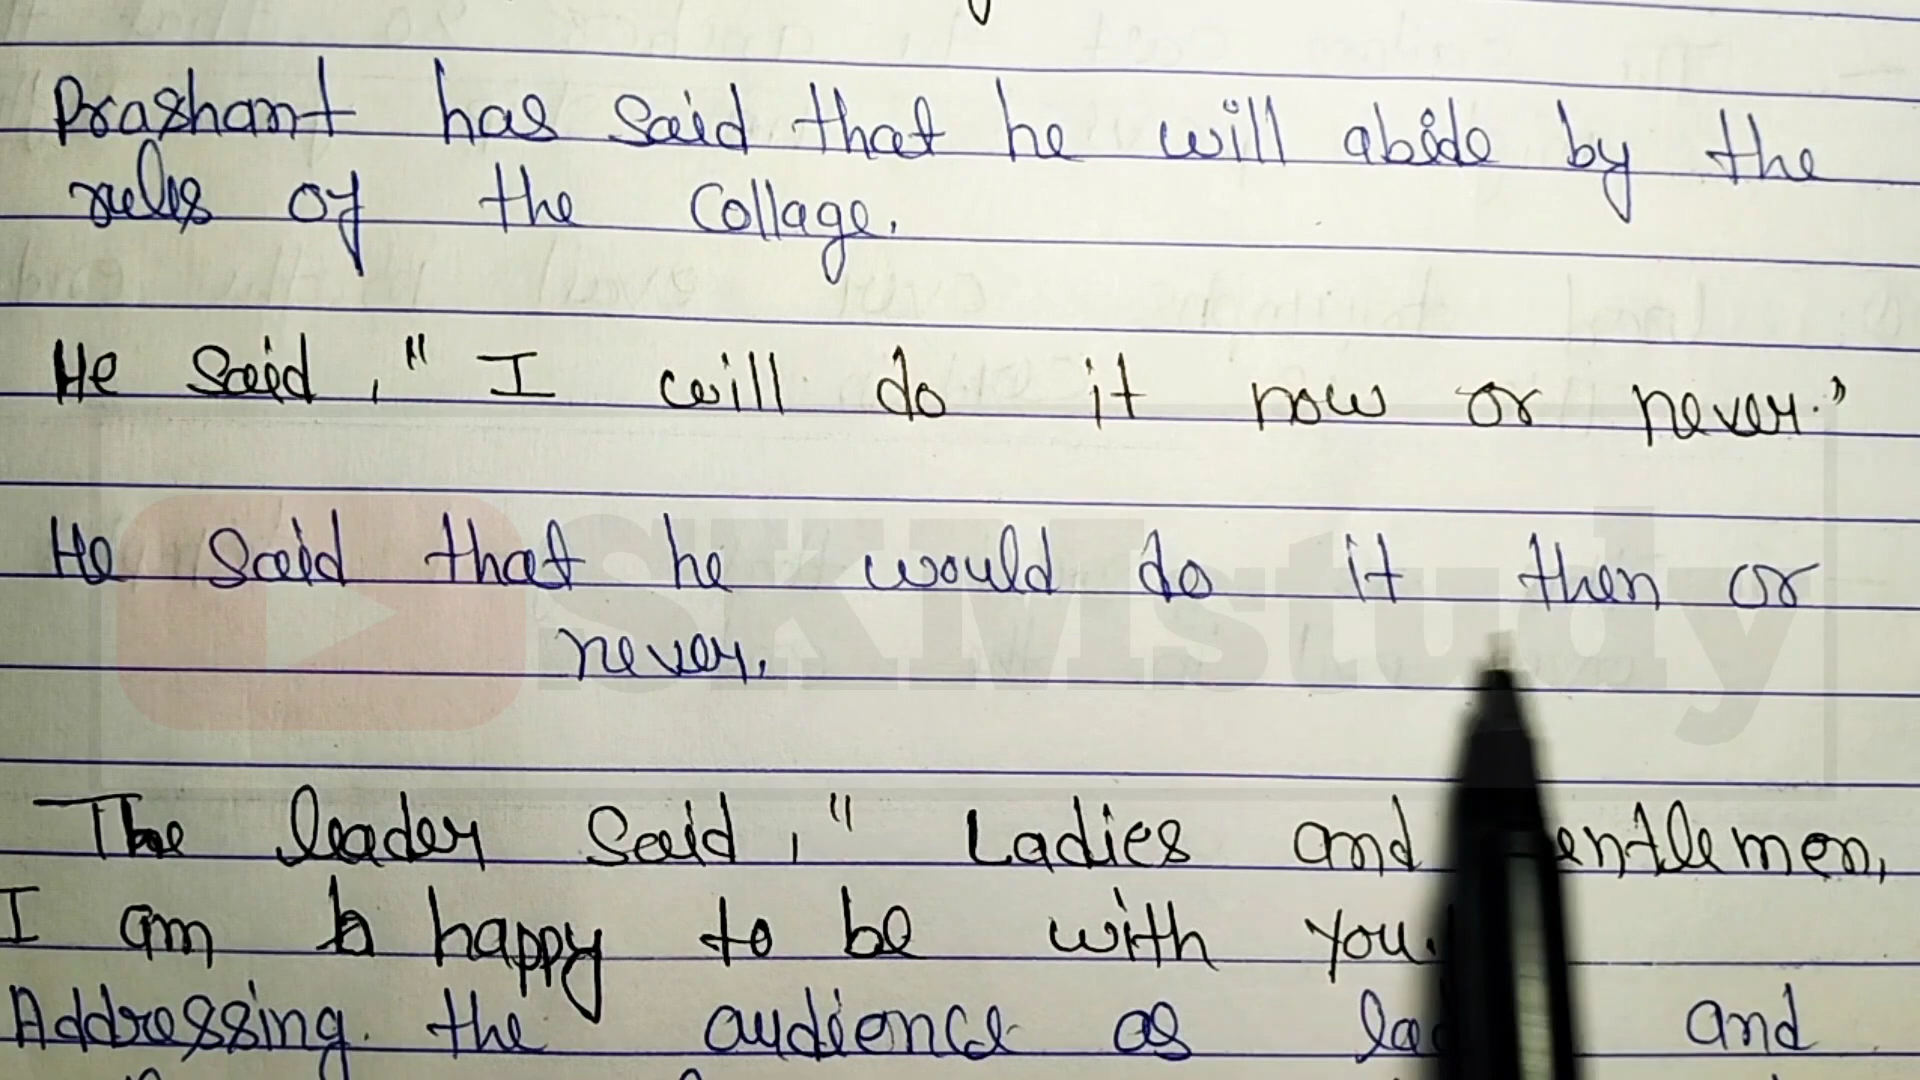 Prashant has said that he will abide by the
rules of the Collage.
He Said, " I will do it now or never."
He said that he would do it then or
never.
SKMstudy
The leader Said, " Ladies and entlemen,
I am happy to be with you.
Addressing the audience as and